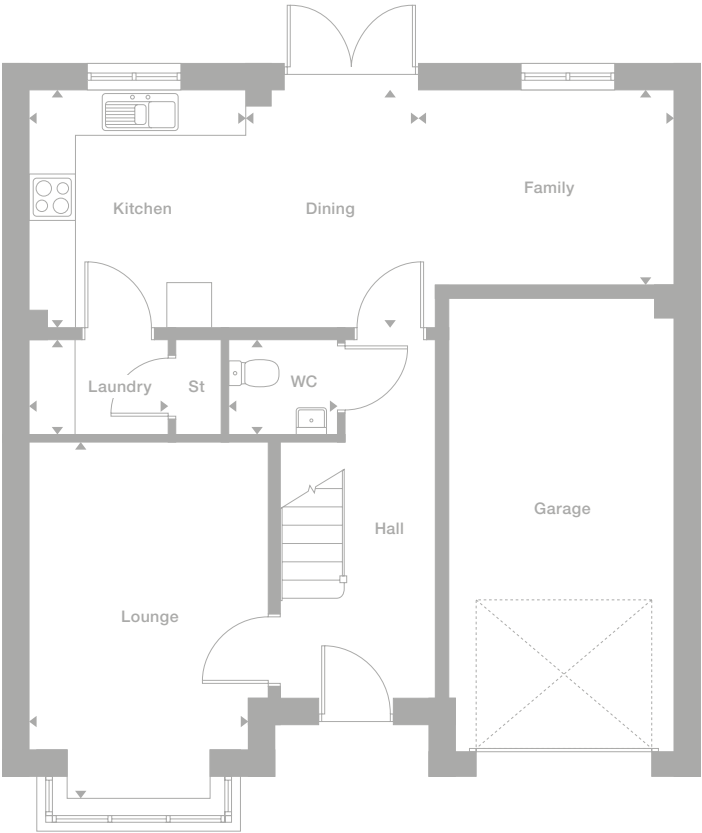 Family
Kitchen
Dining
Laundry
St
WC
Garage
Hall
Lounge